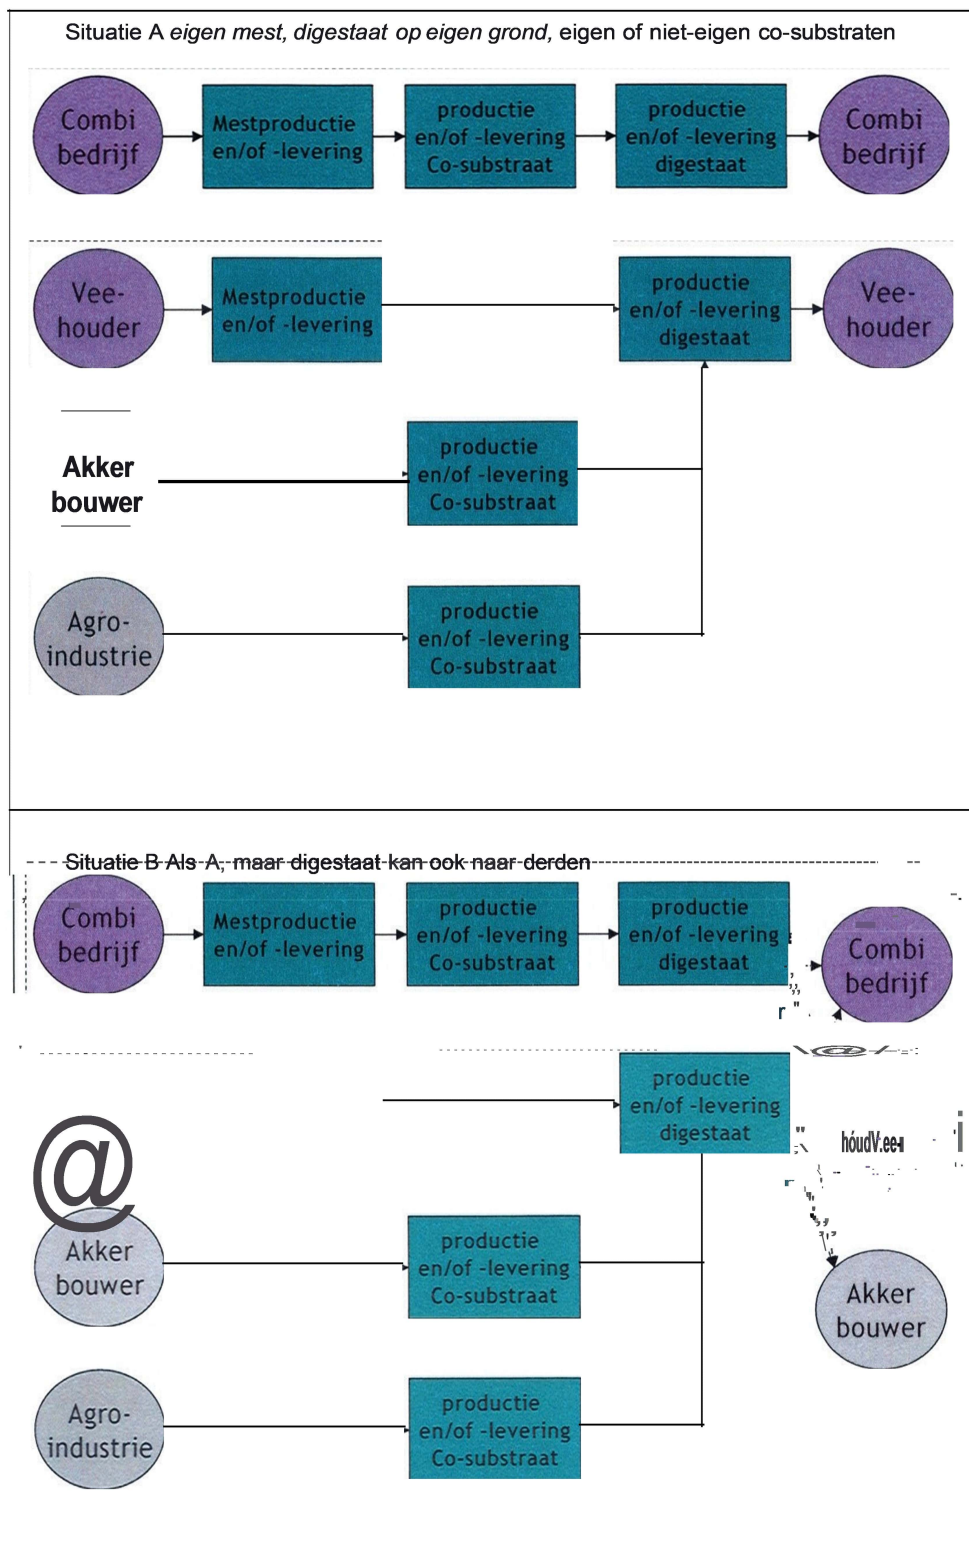 Situatie A eigen mest, digestaat op eigen grond, eigen of niet-eigen co-substraten
Combi
bedrijf
Mestproductie
en/of -levering
productie
en/of -levering
Co-substraat
productie
en/of -levering
digestaat
Combi
bedrijf
Vee-
houder
Mestproductie
en/of -levering
productie
en/of -levering
digestaat
Vee-
houder
Akker
bouwer
productie
en/of -levering
Co-substraat
Agro-
industrie
productie
en/of -levering
Co-substraat
Situatie B Als A, maar digestaat kan ook naar derden
Combi
bedrijf
Mestproductie
en/of -levering
productie
en/of -levering
Co-substraat
productie
en/of -levering
digestaat
Combi
bedrijf
productie
en/of -levering
digestaat
@
Akker
bouwer
productie
en/of -levering
Co-substraat
Akker
bouwer
Agro-
industrie
productie
en/of -levering
Co-substraat